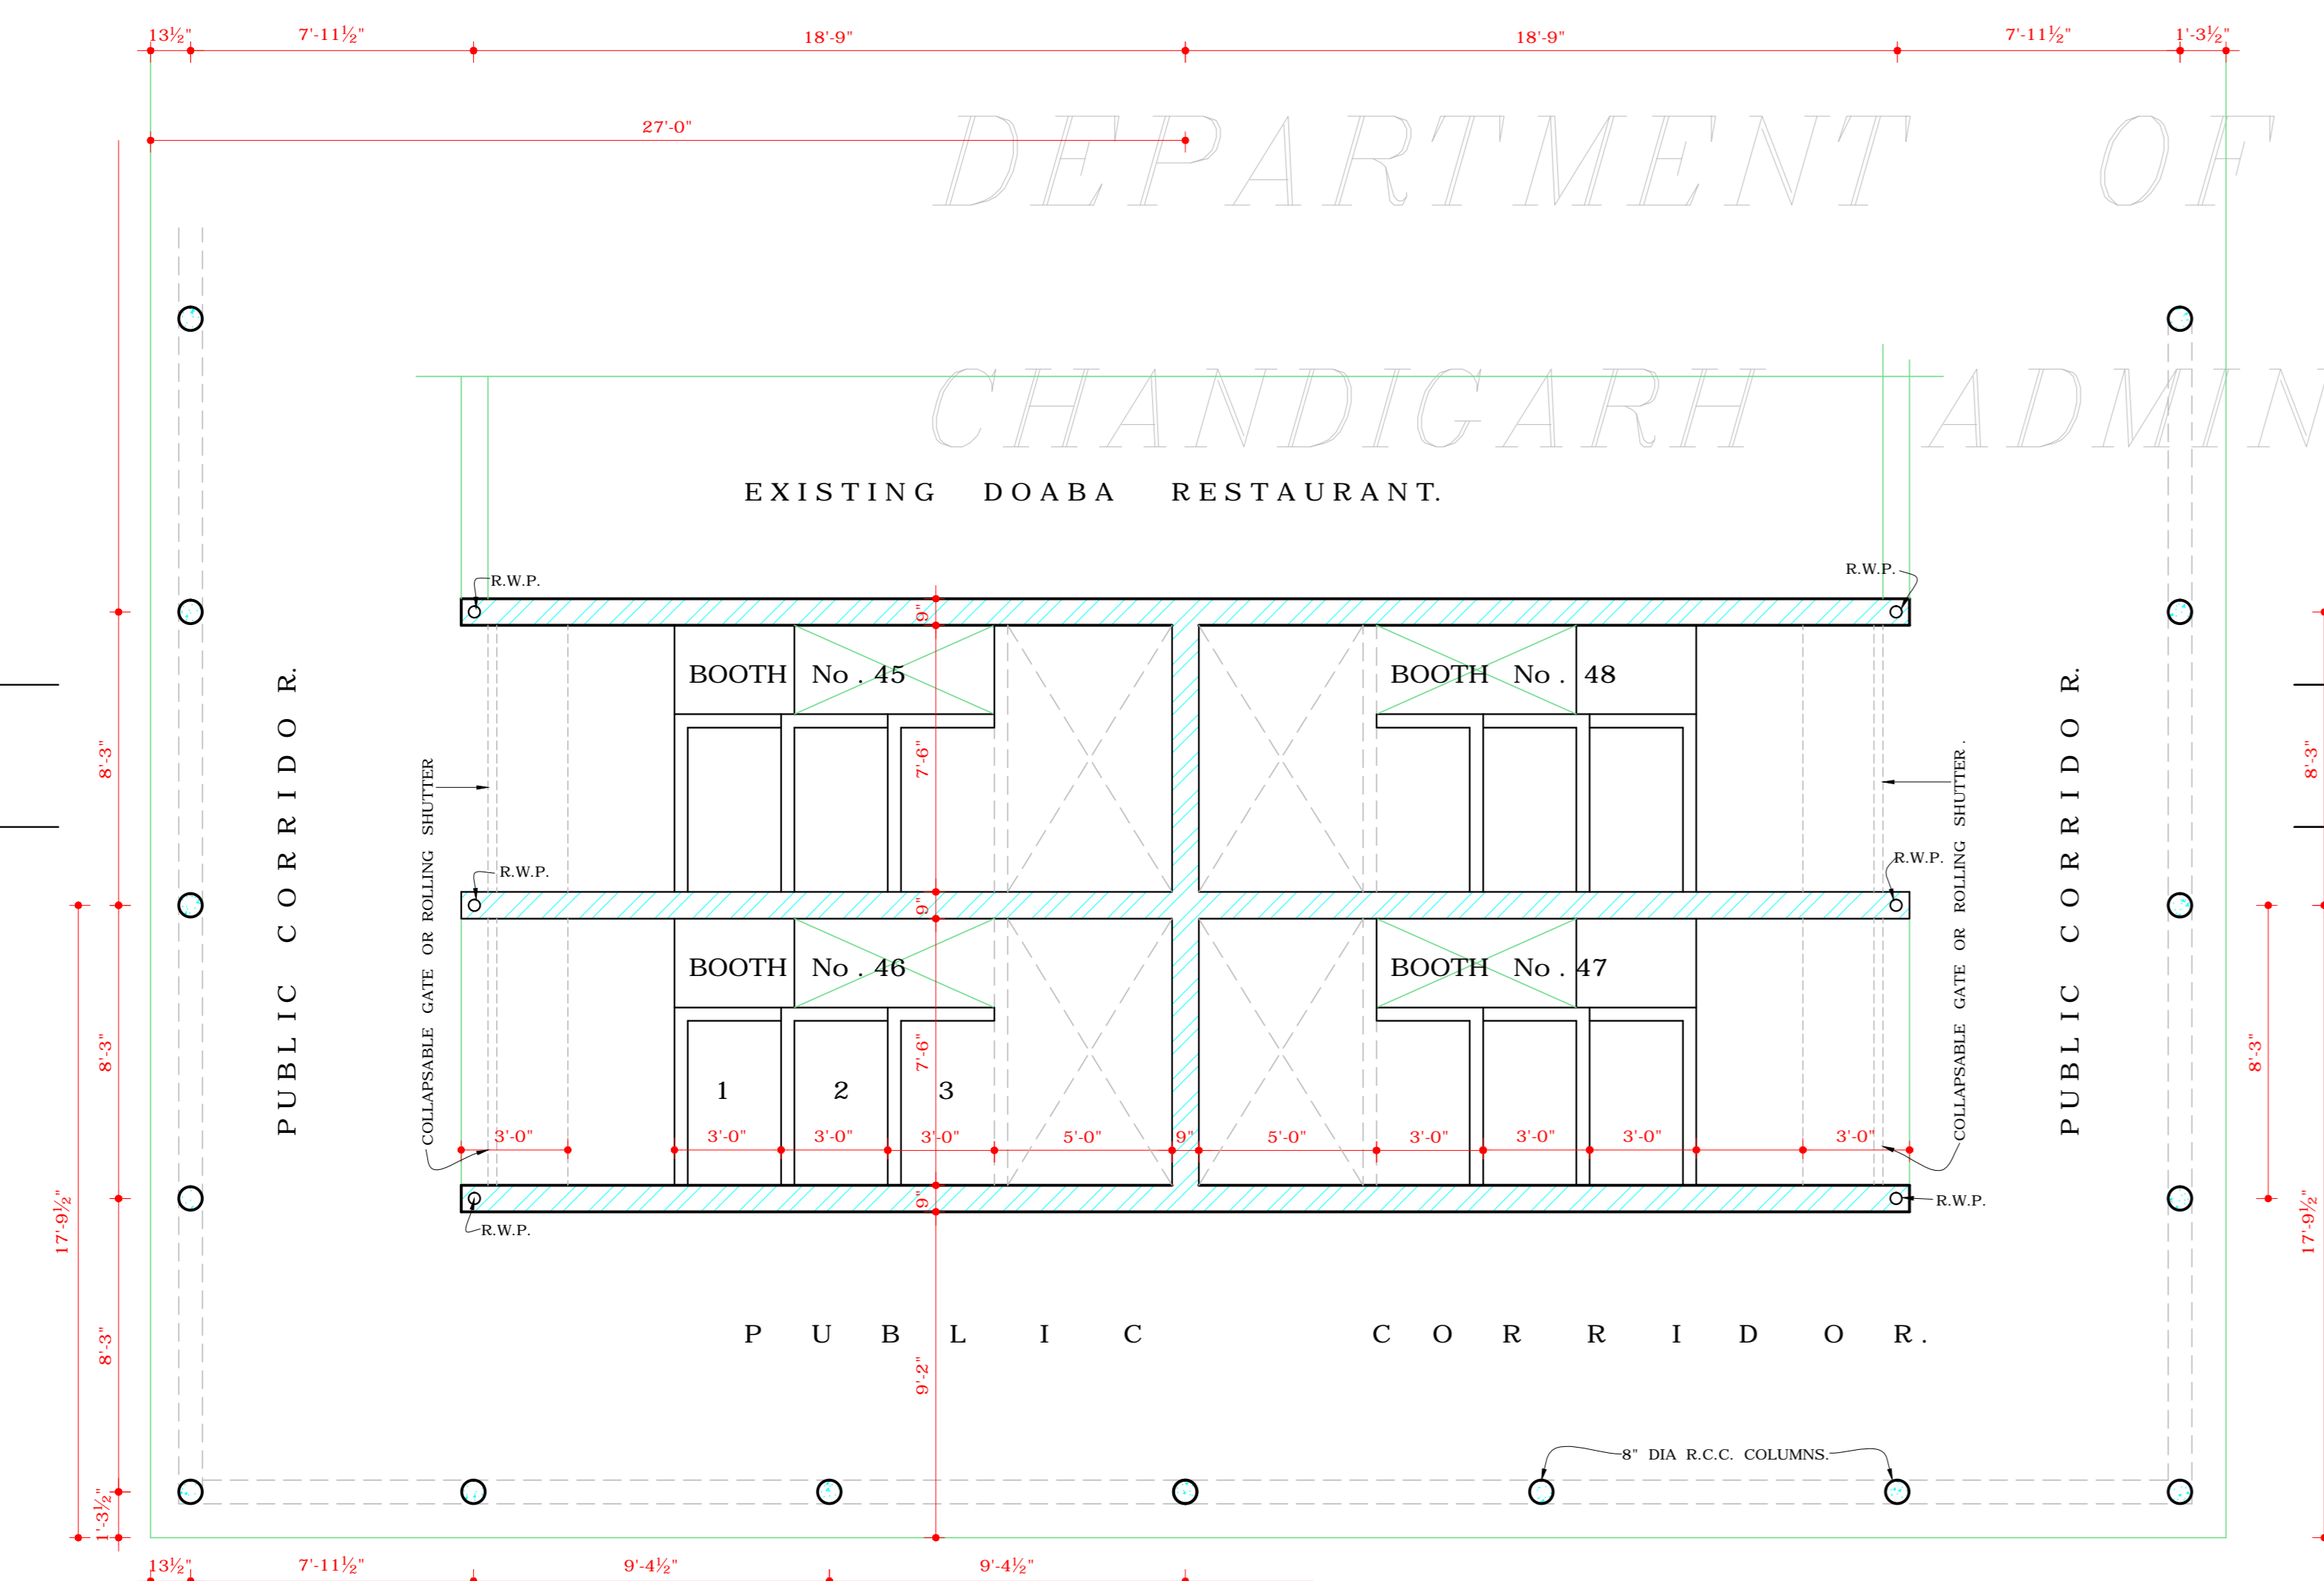 13½" 7'-11½" 18'-9" 18'-9" 7'-11½" 1'-3½"
27'-0"
DEPARTMENT OF
CHANDIGARH ADMIN
EXISTING DOABA RESTAURANT.
R.W.P.
R.W.P.
9"
BOOTH No . 45
BOOTH No . 48
PUBLIC CORRIDOR.
COLLAPSABLE GATE OR ROLLING SHUTTER
8'-3"
7'-6"
COLLAPSABLE GATE OR ROLLING SHUTTER .
PUBLIC CORRIDOR.
8'-3"
R.W.P.
R.W.P.
9"
BOOTH No . 46
BOOTH No . 47
8'-3"
7'-6"
8'-3"
1 2 3
3'-0" 3'-0" 3'-0" 3'-0" 5'-0" 9" 5'-0" 3'-0" 3'-0" 3'-0" 3'-0"
9"
R.W.P.
R.W.P.
17'-9½"
17'-9½"
8'-3"
PUBLIC CORRIDOR.
9'-2"
8" DIA R.C.C. COLUMNS.
1'-3½"
13½" 7'-11½" 9'-4½" 9'-4½"